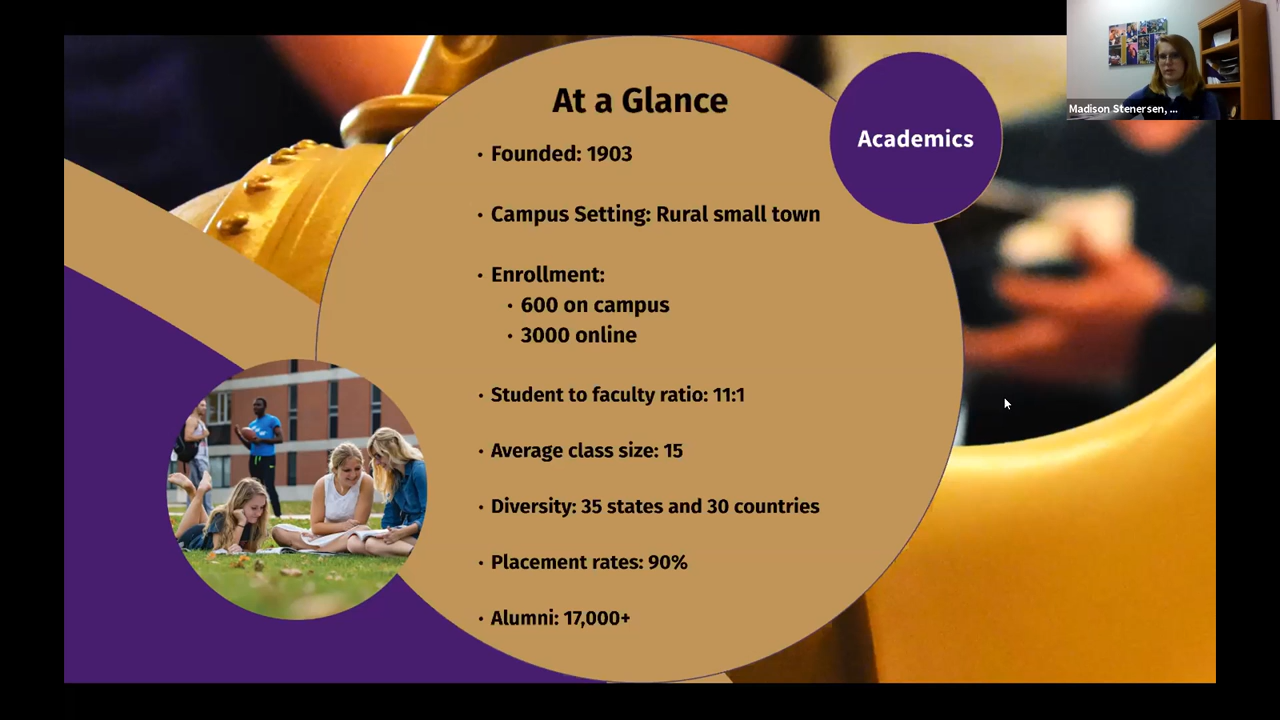 At a Glance
Academics
Madison Stenersen, ...
· Founded: 1903
· Campus Setting: Rural small town
· Enrollment:
· 600 on campus
· 3000 online
· Student to faculty ratio: 11:1
· Average class size: 15
· Diversity: 35 states and 30 countries
· Placement rates: 90%
· Alumni: 17,000+